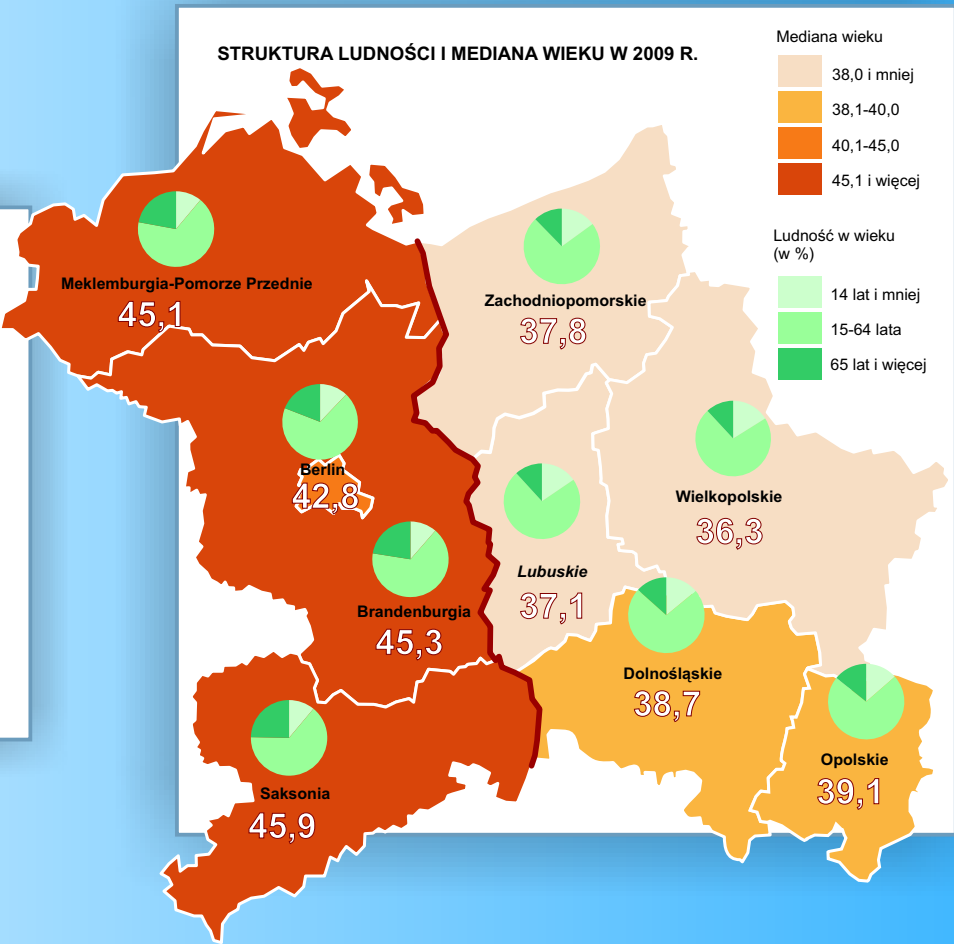 STRUKTURA LUDNOŚCI I MEDIANA WIEKU W 2009 R.
Mediana wieku
38,0 i mniej
38,1-40,0
40,1-45,0
45,1 i więcej
Ludność w wieku
(w %)
14 lat i mniej
15-64 lata
65 lat i więcej
Meklemburgia-Pomorze Przednie
45,1
Zachodniopomorskie
37,8
Berlin
42,8
Wielkopolskie
36,3
Lubuskie
37,1
Brandenburgia
45,3
Dolnośląskie
38,7
Opolskie
39,1
Saksonia
45,9